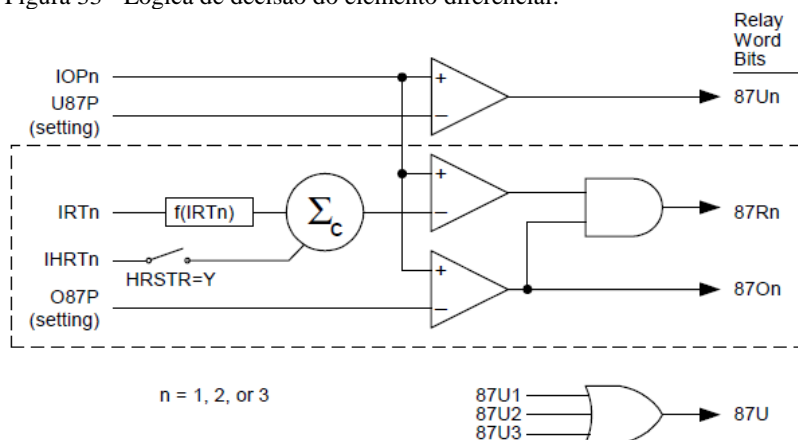 Figura 33 - Lógica de decisão do elemento diferencial.
Relay
Word
Bits
IOPn
U87P
(setting)
+
−
87Un
IRTn
f(IRTn)
Σc
+
−
87Rn
IHRTn
HRSTR=Y
O87P
(setting)
+
−
87On
n = 1, 2, or 3
87U1
87U2
87U3
87U